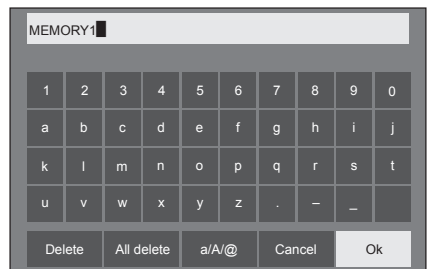 MEMORY1
1 2 3 4 5 6 7 8 9 0
a b c d e f g h i j
k l m n o p q r s t
u v w x y z . – _
Delete All delete a/A/@ Cancel Ok